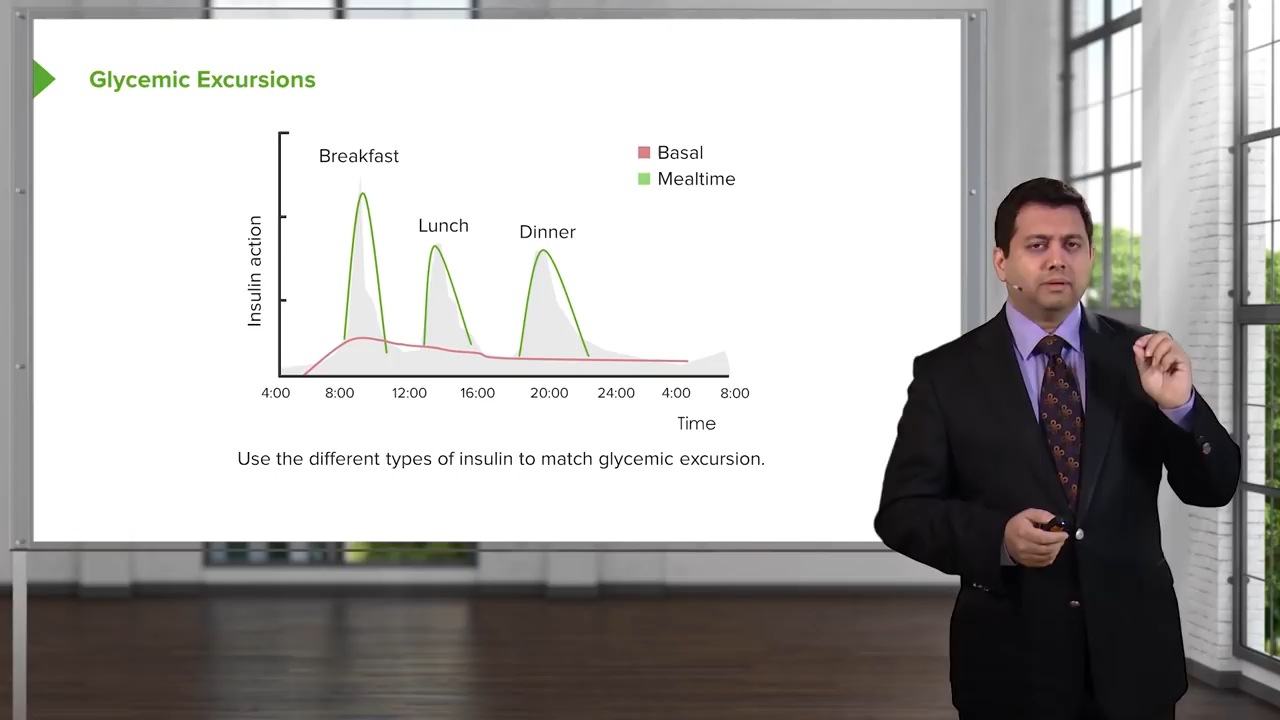 Glycemic Excursions
Breakfast
Lunch
Dinner
Basal
Mealtime
Insulin action
4:00 8:00 12:00 16:00 20:00 24:00 4:00 8:00
Time
Use the different types of insulin to match glycemic excursion.